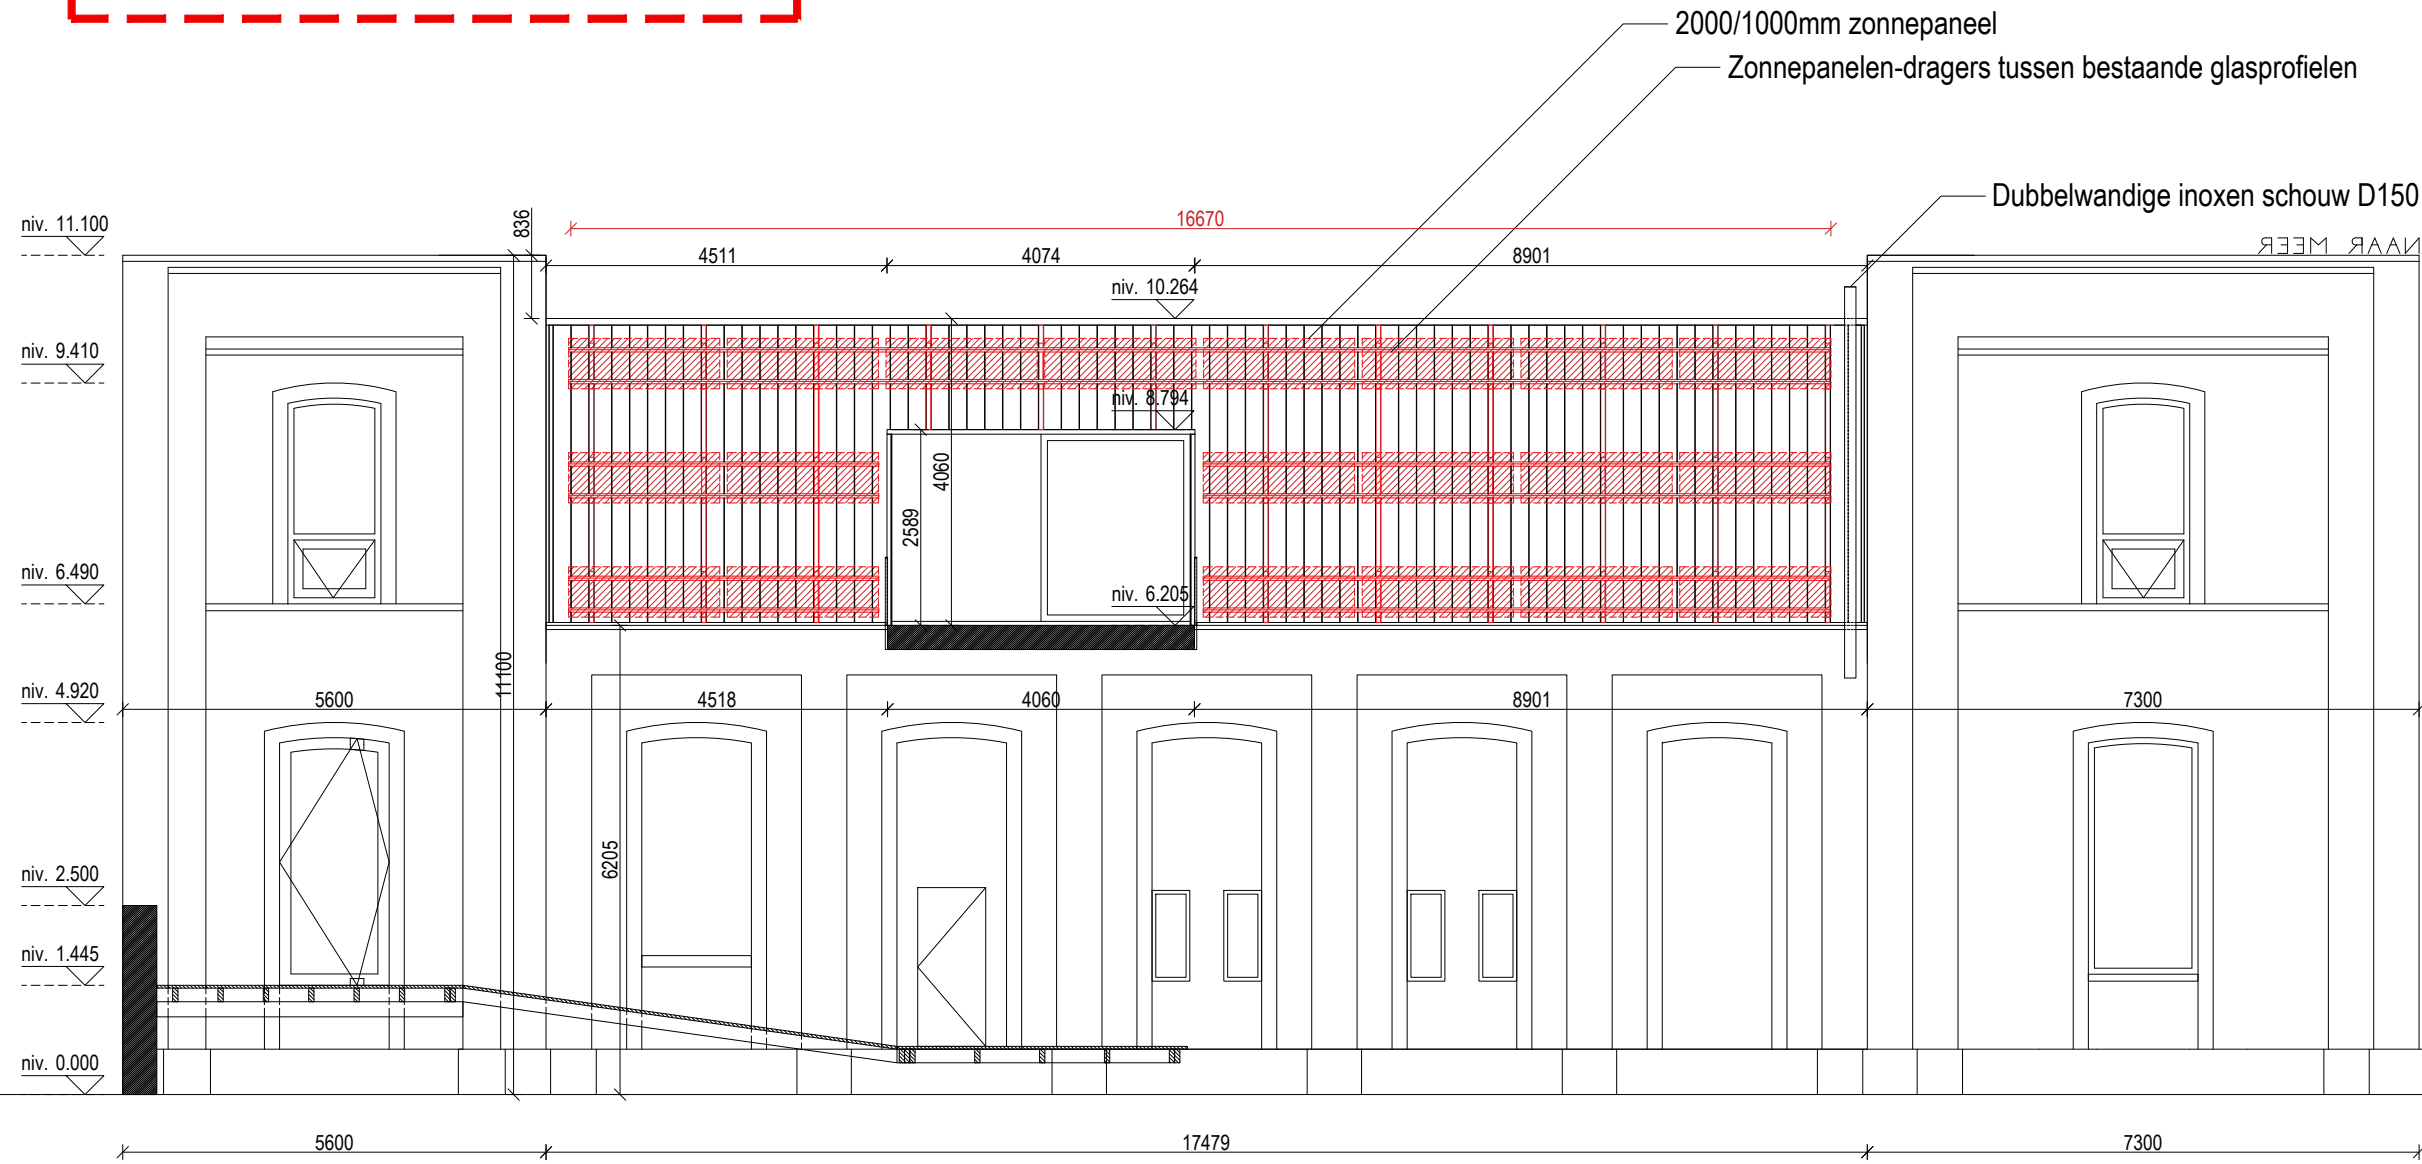 2000/1000mm zonnepaneel
Zonnepanelen-dragers tussen bestaande glasprofielen
Dubbelwandige inoxen schouw D150
NAAR MEER
niv. 11.100
836
16670
4511
4074
8901
niv. 10.264
niv. 9.410
niv. 8.794
4060
2589
niv. 6.490
niv. 6.205
11100
niv. 4.920
5600
4518
4060
8901
7300
6205
niv. 2.500
niv. 1.445
niv. 0.000
5600
17479
7300